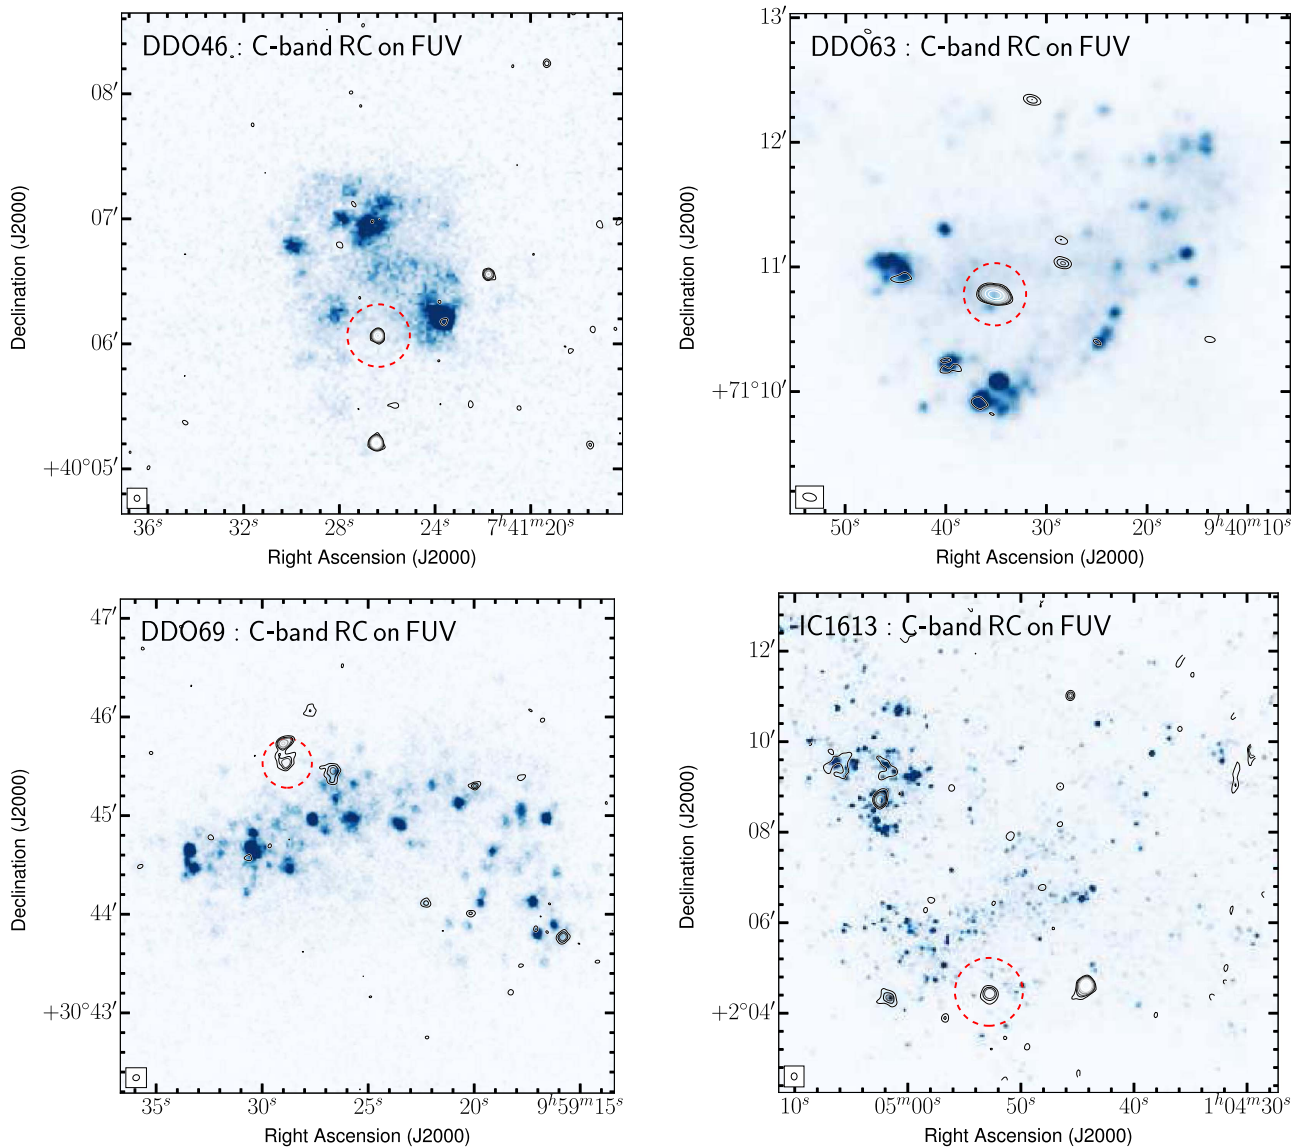 DDO46 : C-band RC on FUV
08′
07′
06′
+40°05′
Declination (J2000)
36ˢ 32ˢ 28ˢ 24ˢ 7ʰ41ᵐ20ˢ
Right Ascension (J2000)
DDO63 : C-band RC on FUV
13′
12′
11′
+71°10′
Declination (J2000)
50ˢ 40ˢ 30ˢ 20ˢ 9ʰ40ᵐ10ˢ
Right Ascension (J2000)
DDO69 : C-band RC on FUV
47′
46′
45′
44′
+30°43′
Declination (J2000)
35ˢ 30ˢ 25ˢ 20ˢ 9ʰ59ᵐ15ˢ
Right Ascension (J2000)
IC1613 : C-band RC on FUV
12′
10′
08′
06′
+2°04′
Declination (J2000)
10ˢ 05ᵐ00ˢ 50ˢ 40ˢ 1ʰ04ᵐ30ˢ
Right Ascension (J2000)